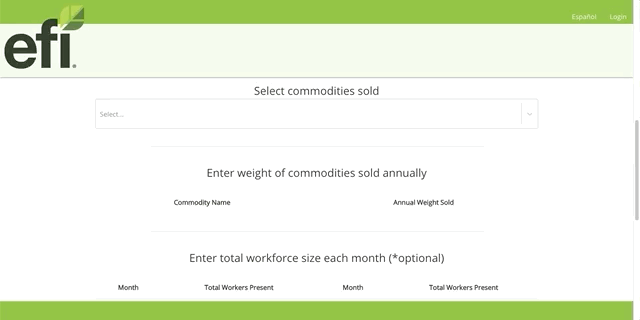 Español Login
efi
Select commodities sold
Select...
Enter weight of commodities sold annually
Commodity Name Annual Weight Sold
Enter total workforce size each month (*optional)
Month Total Workers Present Month Total Workers Present